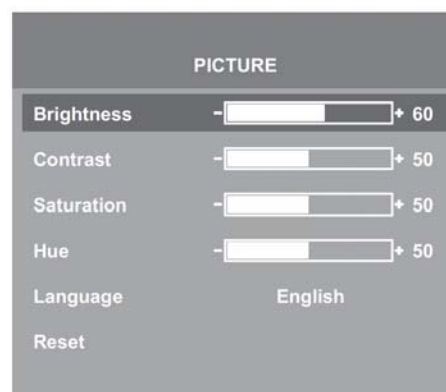 PICTURE
Brightness - + 60
Contrast - + 50
Saturation - + 50
Hue - + 50
Language English
Reset